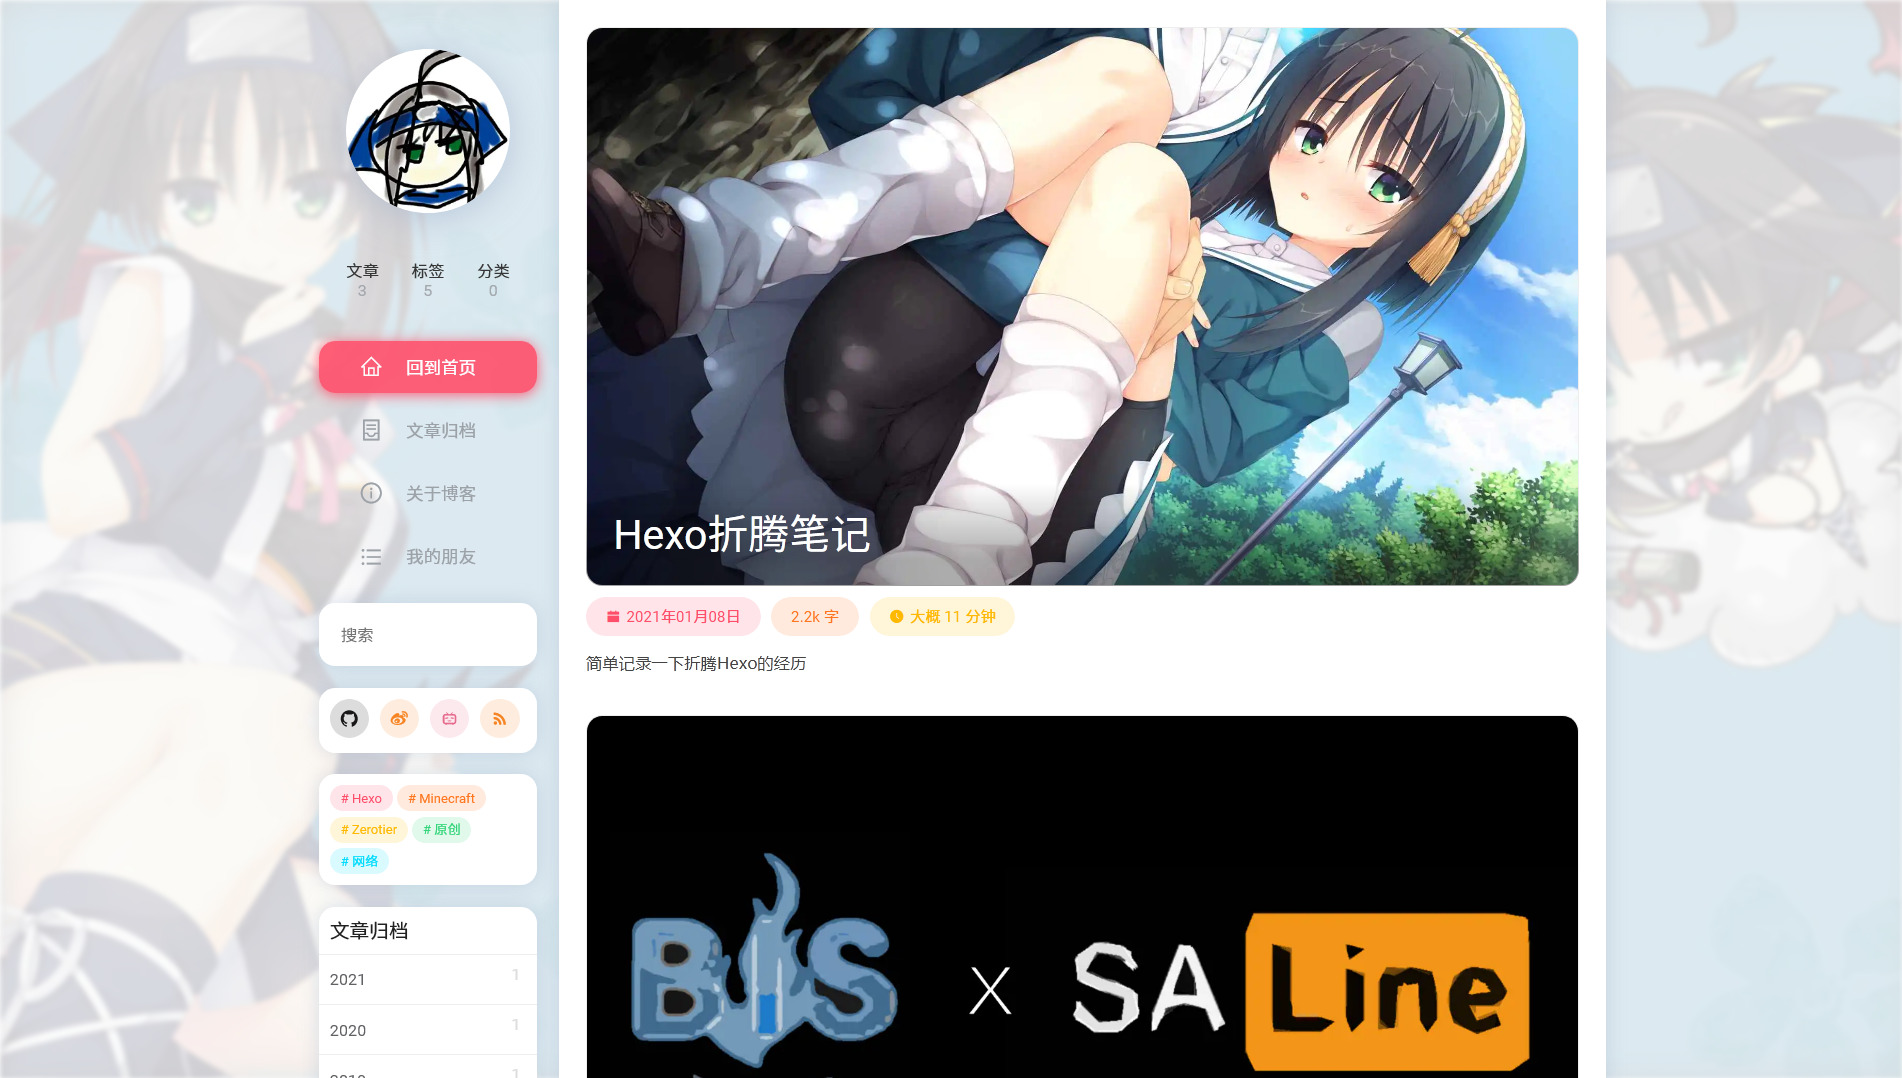 文章
标签
分类
3
5
0
回到首页
文章归档
关于博客
我的朋友
搜索
# Hexo
# Minecraft
# Zerotier
# 原创
# 网络
文章归档
2021
1
2020
1
1
Hexo折腾笔记
2021年01月08日
2.2k 字
大概 11 分钟
简单记录一下折腾Hexo的经历
BIS
X
SA Line